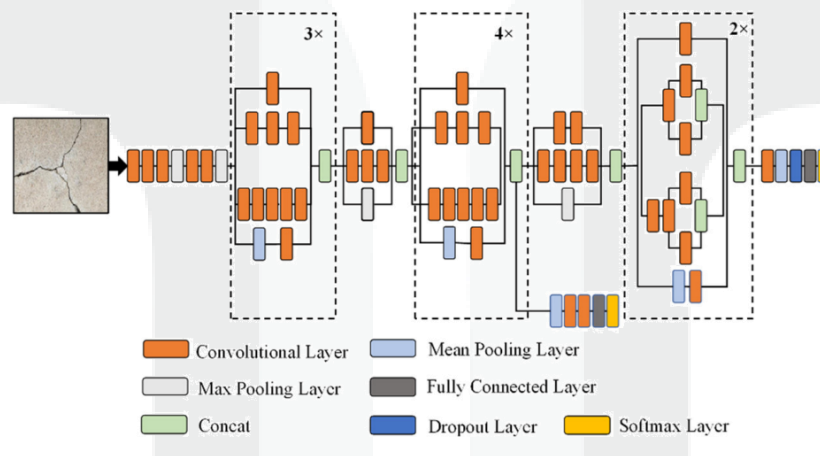 3×
4×
2×
Convolutional Layer
Mean Pooling Layer
Max Pooling Layer
Fully Connected Layer
Concat
Dropout Layer
Softmax Layer